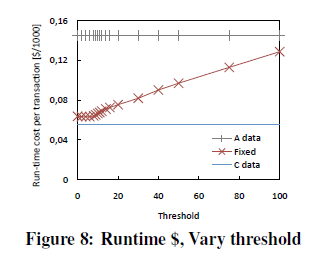 0,16
0,12
0,08
0,04
0
Run-time cost per transaction [$/1000]
A data
Fixed
C data
0 20 40 60 80 100
Threshold
Figure 8: Runtime $, Vary threshold